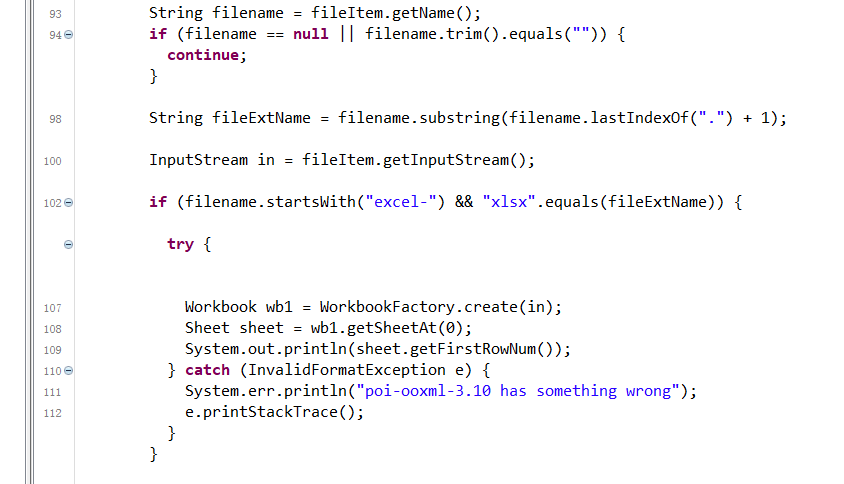 93 String filename = fileItem.getName();
94 if (filename == null || filename.trim().equals("")) {
continue;
}
98 String fileExtName = filename.substring(filename.lastIndexOf(".") + 1);
100 InputStream in = fileItem.getInputStream();
102 if (filename.startsWith("excel-") && "xlsx".equals(fileExtName)) {
try {
107 Workbook wb1 = WorkbookFactory.create(in);
108 Sheet sheet = wb1.getSheetAt(0);
109 System.out.println(sheet.getFirstRowNum());
110 } catch (InvalidFormatException e) {
111 System.err.println("poi-ooxml-3.10 has something wrong");
112 e.printStackTrace();
}
}